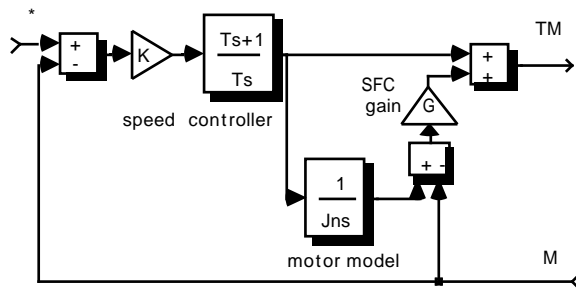 *
+
-
K
Ts+1
Ts
speed controller
SFC
gain
G
+
+
TM
+ -
1
Jns
motor model
M